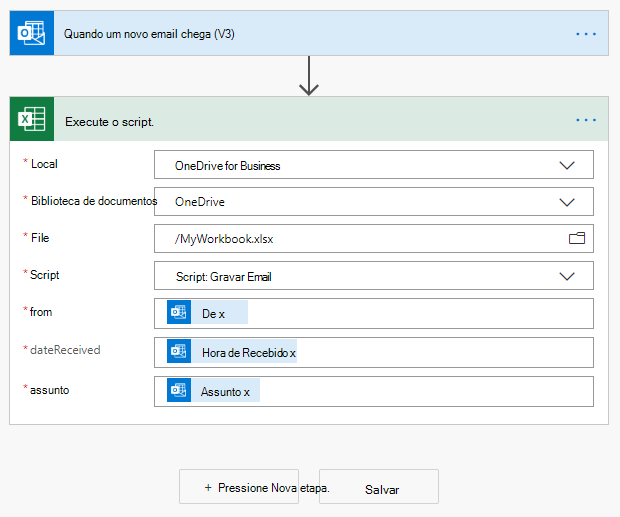 Quando um novo email chega (V3)
Execute o script.
* Local
OneDrive for Business
* Biblioteca de documentos
OneDrive
* File
/MyWorkbook.xlsx
* Script
Script: Gravar Email
* from
De x
* dateReceived
Hora de Recebido x
* assunto
Assunto x
+ Pressione Nova etapa.
Salvar